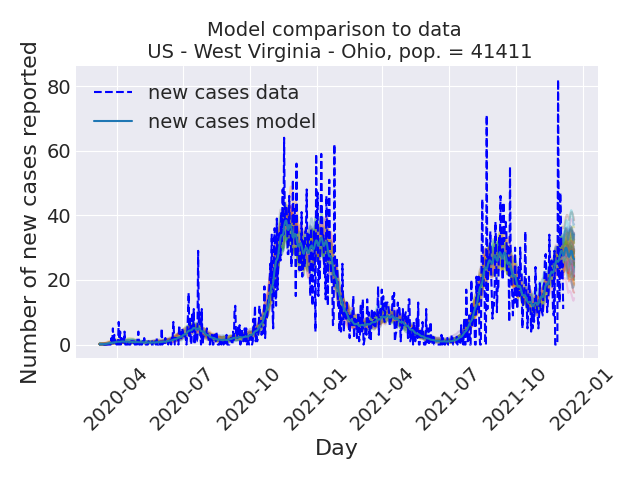 Model comparison to data
US - West Virginia - Ohio, pop. = 41411
Number of new cases reported
80
60
40
20
0
new cases data
new cases model
2020-04
2020-07
2020-10
2021-01
2021-04
2021-07
2021-10
2022-01
Day